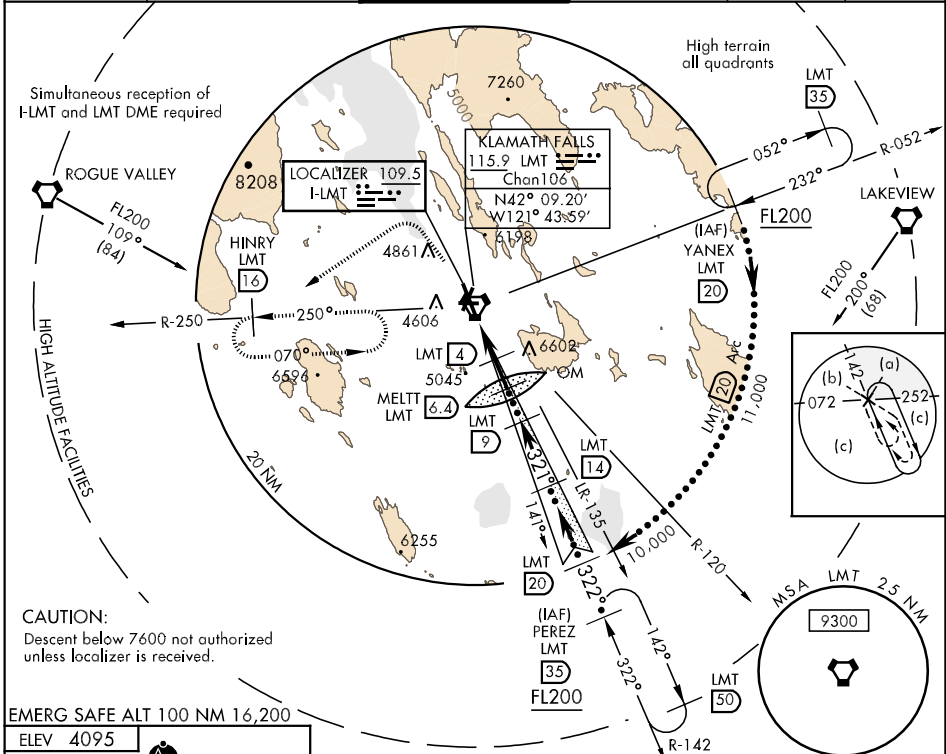 High terrain
all quadrants
LMT
35
Simultaneous reception of
I-LMT and LMT DME required
7260
5000
052°
R-052
232°
ROGUE VALLEY
FL200
109°
(84)
8208
LOCALIZER 109.5
I-LMT
KLAMATH FALLS
115.9 LMT
Chan 106
N42° 09.20'
W121° 43.59'
6198
FL200
LAKEVIEW
FL200
200°
(68)
(IAF)
YANEX
LMT
20
HINRY
LMT
16
4861
R-250
250°
4606
070°
6596
LMT 4
6602
5045
OM
MELTT
LMT 6.4
LMT
9
LMT 20 Arc
11,000
142
(a)
(b)
072
252
(c)
(c)
HIGH ALTITUDE FACILITIES
20 NM
LMT
14
321°
141°
LR-135
10,000
R-120
6255
LMT
20
322°
(IAF)
PEREZ
LMT
35
FL200
142°
322°
LMT
50
R-142
MSA LMT 25 NM
9300
CAUTION:
Descent below 7600 not authorized
unless localizer is received.
EMERG SAFE ALT 100 NM 16,200
ELEV 4095